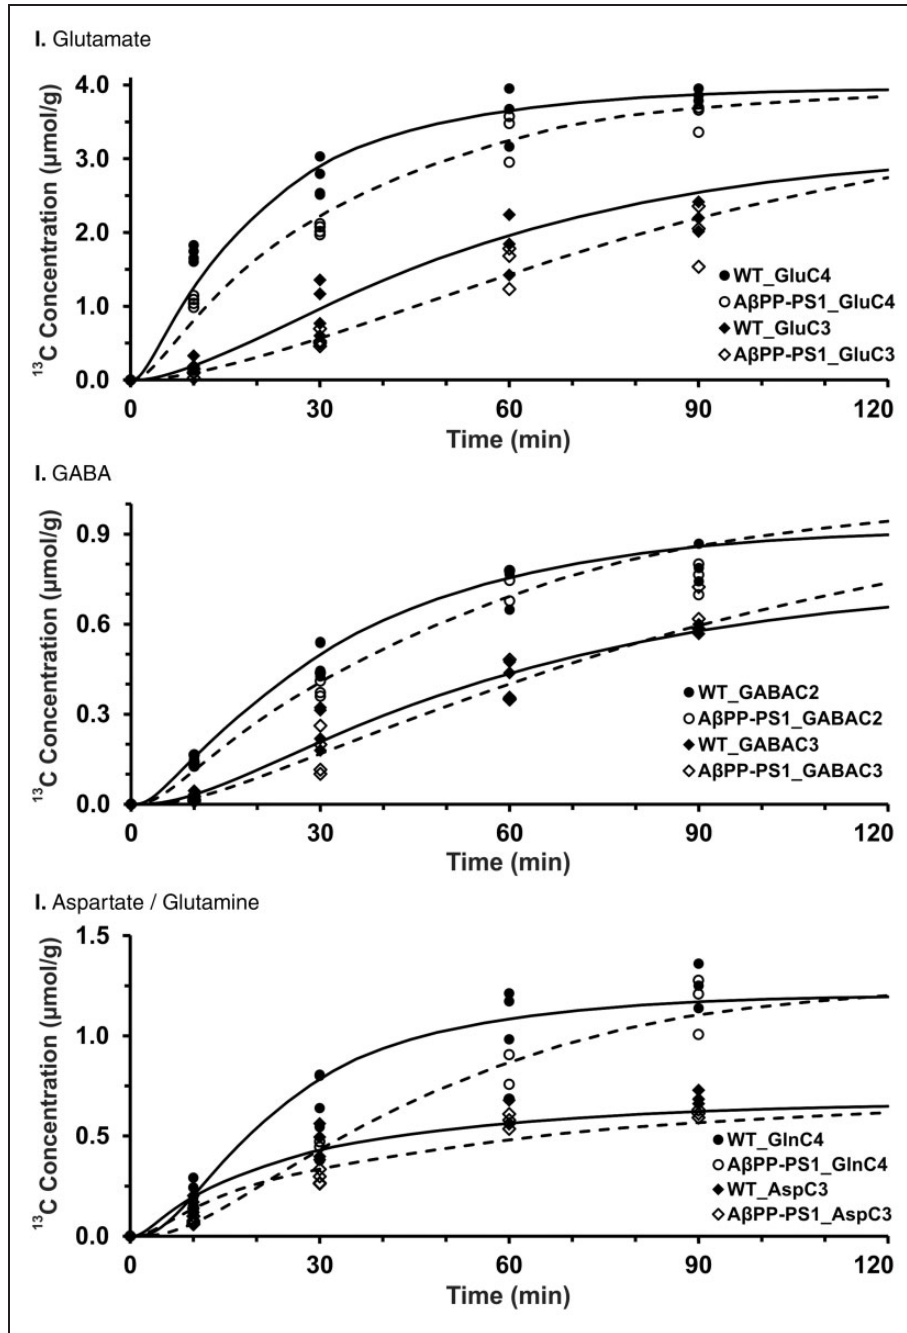 I. Glutamate
¹³C Concentration (µmol/g)
4.0
3.0
2.0
1.0
0.0
WT_GluC4
AβPP-PS1_GluC4
WT_GluC3
AβPP-PS1_GluC3
0 30 60 90 120
Time (min)
I. GABA
¹³C Concentration (µmol/g)
0.9
0.6
0.3
0.0
WT_GABAC2
AβPP-PS1_GABAC2
WT_GABAC3
AβPP-PS1_GABAC3
0 30 60 90 120
Time (min)
I. Aspartate / Glutamine
¹³C Concentration (µmol/g)
1.5
1.0
0.5
0.0
WT_GlnC4
AβPP-PS1_GlnC4
WT_AspC3
AβPP-PS1_AspC3
0 30 60 90 120
Time (min)